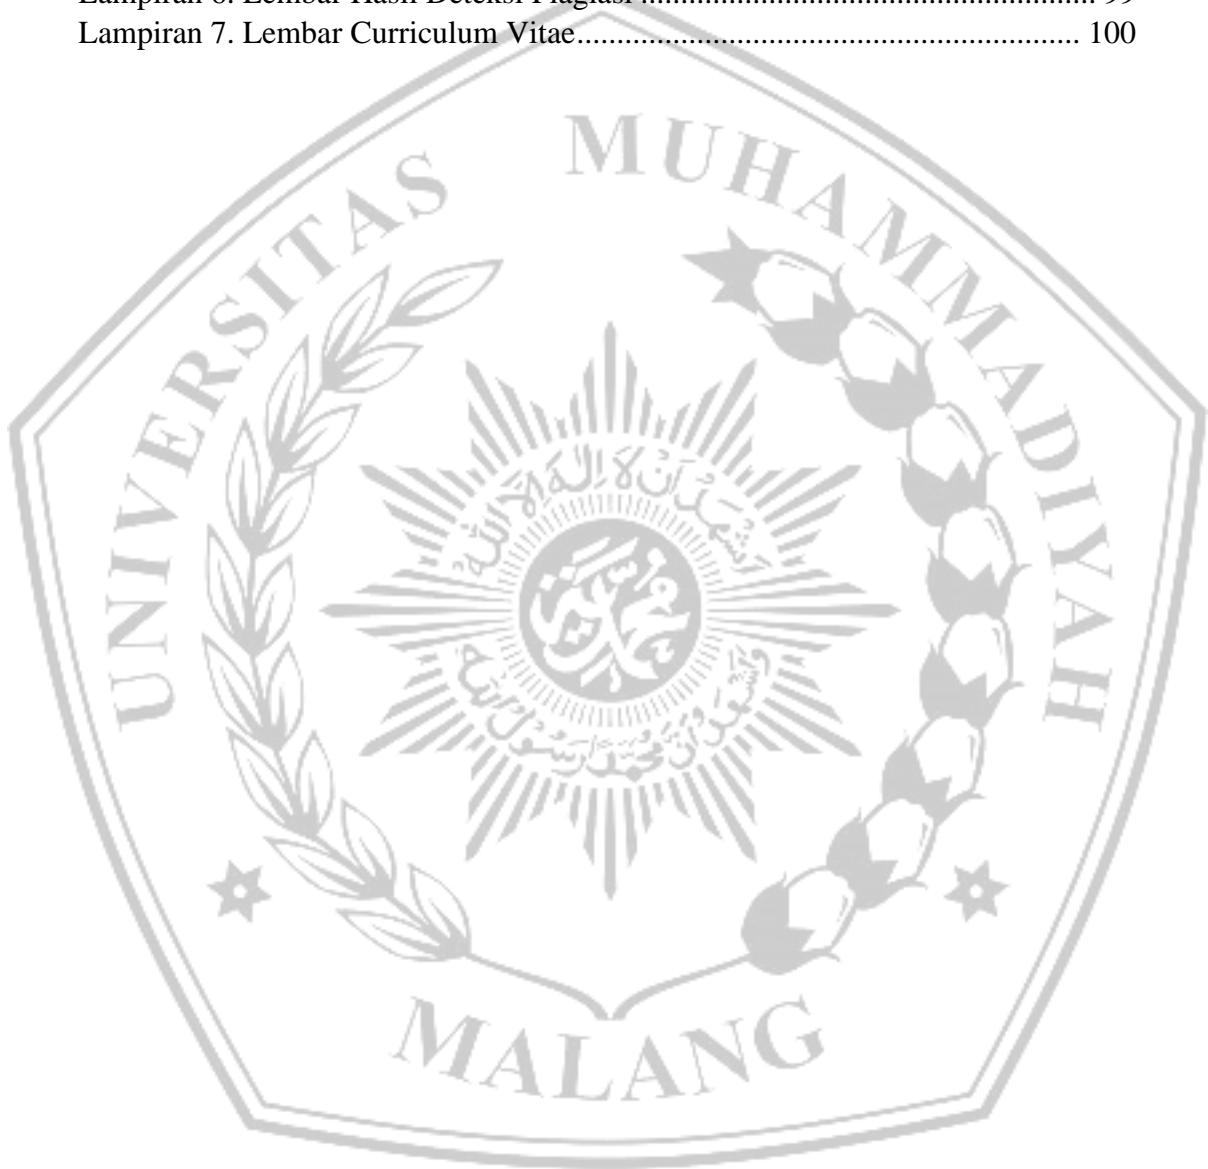 Lampiran 6. Lembar Hasil Deteksi Plagiasi ........................................................... 99
Lampiran 7. Lembar Curriculum Vitae................................................................ 100
UNIVERSITAS MUHAMMADIYAH
MALANG